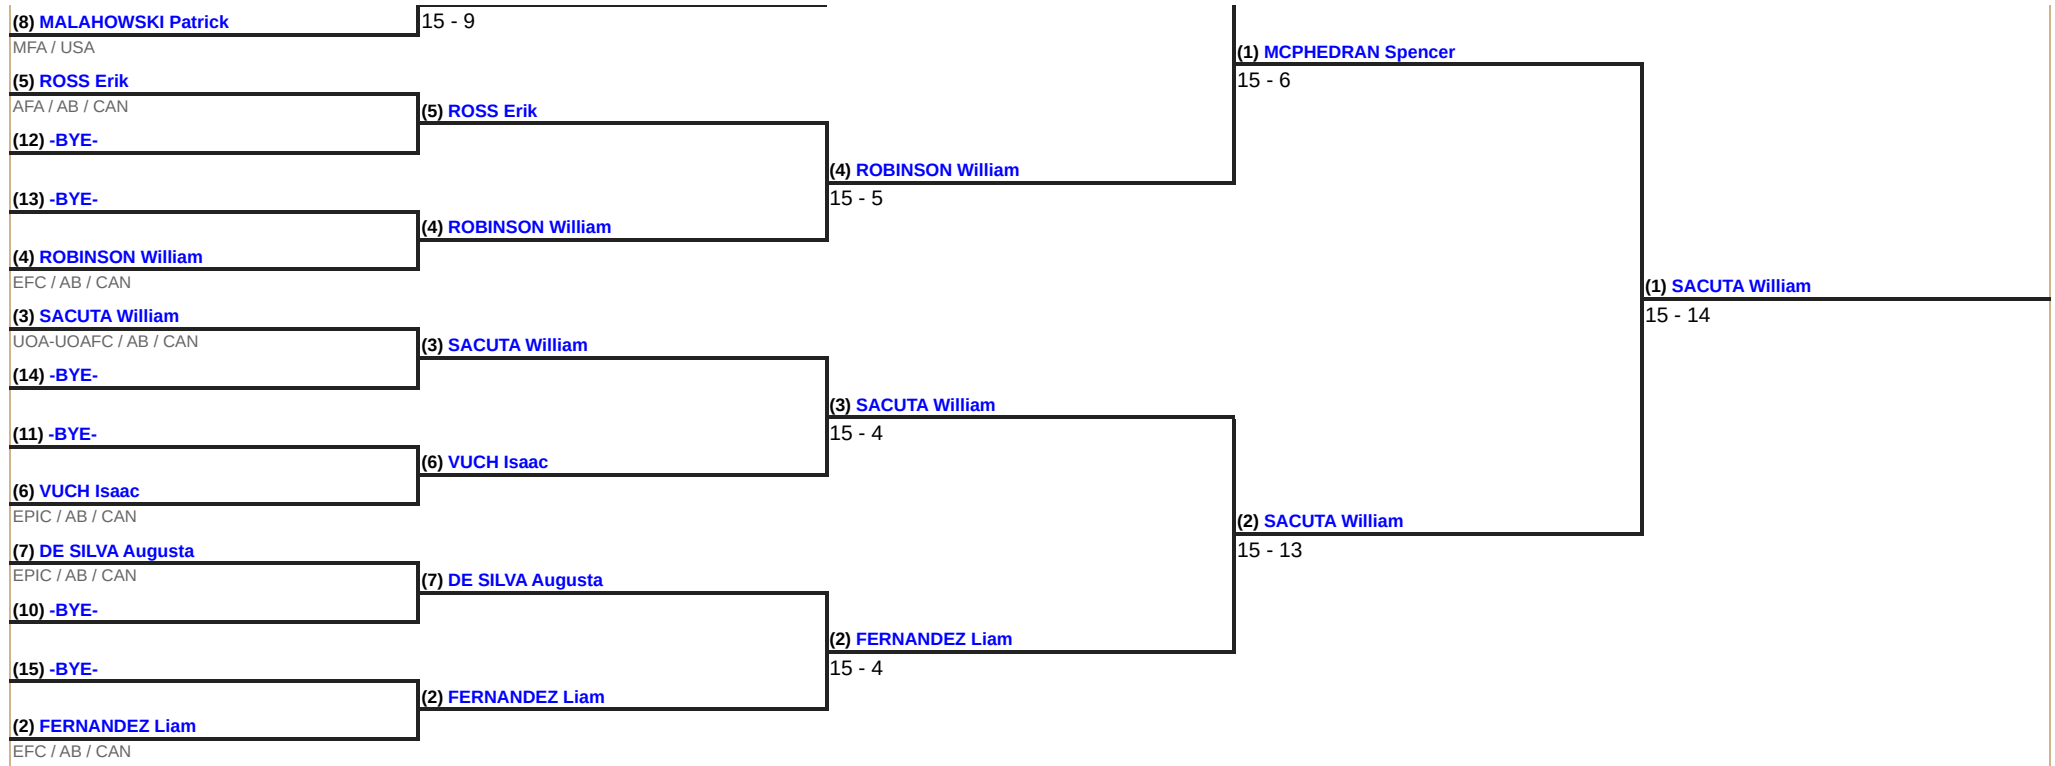 (8) MALAHOWSKI Patrick
MFA / USA
(5) ROSS Erik
AFA / AB / CAN
(12) -BYE-
(13) -BYE-
(4) ROBINSON William
EFC / AB / CAN
(3) SACUTA William
UOA-UOAFC / AB / CAN
(14) -BYE-
(11) -BYE-
(6) VUCH Isaac
EPIC / AB / CAN
(7) DE SILVA Augusta
EPIC / AB / CAN
(10) -BYE-
(15) -BYE-
(2) FERNANDEZ Liam
EFC / AB / CAN
15 - 9
(5) ROSS Erik
(4) ROBINSON William
(3) SACUTA William
(6) VUCH Isaac
(7) DE SILVA Augusta
(2) FERNANDEZ Liam
(4) ROBINSON William
15 - 5
(3) SACUTA William
15 - 4
(2) FERNANDEZ Liam
15 - 4
(1) MCPHEDRAN Spencer
15 - 6
(2) SACUTA William
15 - 13
(1) SACUTA William
15 - 14